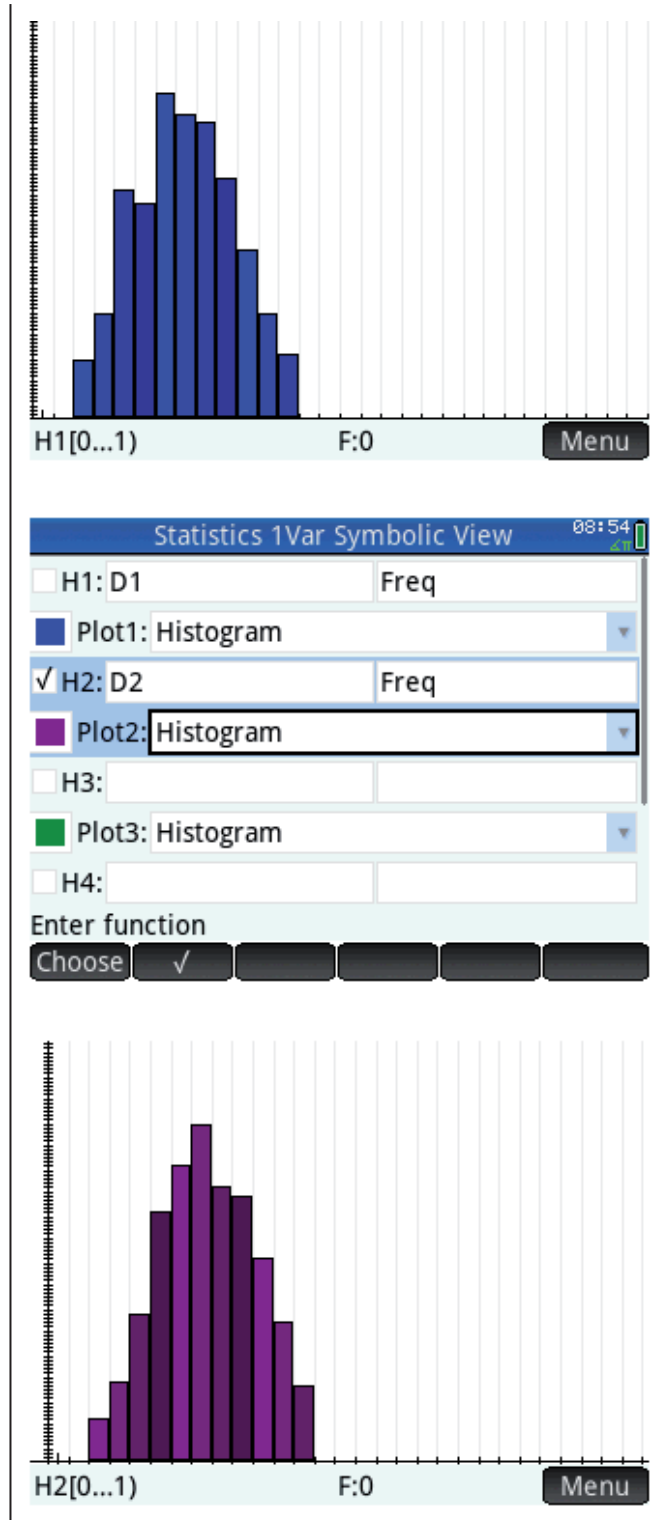 H1[0...1) F:0 Menu
Statistics 1Var Symbolic View 08:54
∡π
H1: D1 Freq
Plot1: Histogram
√ H2: D2 Freq
Plot2: Histogram
H3:
Plot3: Histogram
H4:
Enter function
Choose √
H2[0...1) F:0 Menu